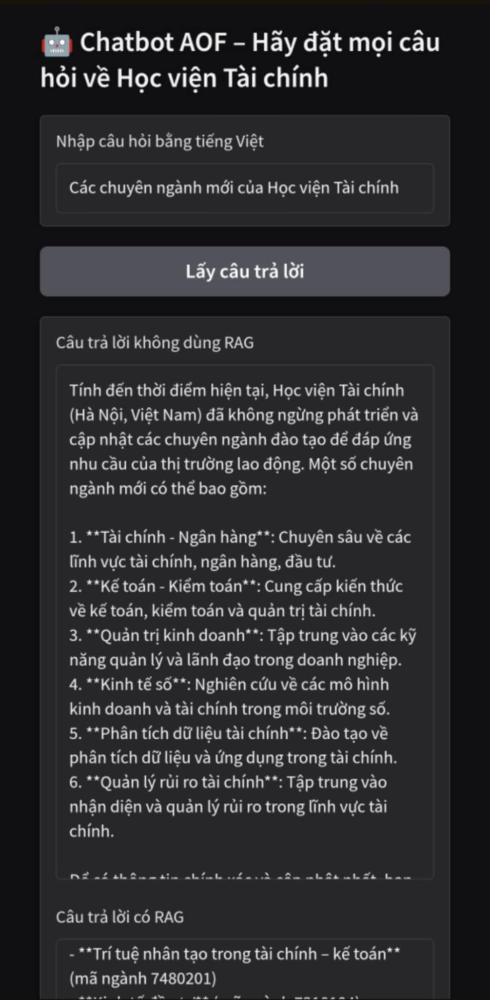 🤖 Chatbot AOF – Hãy đặt mọi câu
hỏi về Học viện Tài chính
Nhập câu hỏi bằng tiếng Việt
Các chuyên ngành mới của Học viện Tài chính
Lấy câu trả lời
Câu trả lời không dùng RAG
Tính đến thời điểm hiện tại, Học viện Tài chính
(Hà Nội, Việt Nam) đã không ngừng phát triển và
cập nhật các chuyên ngành đào tạo để đáp ứng
nhu cầu của thị trường lao động. Một số chuyên
ngành mới có thể bao gồm:
1. **Tài chính - Ngân hàng**: Chuyên sâu về các
lĩnh vực tài chính, ngân hàng, đầu tư.
2. **Kế toán - Kiểm toán**: Cung cấp kiến thức
về kế toán, kiểm toán và quản trị tài chính.
3. **Quản trị kinh doanh**: Tập trung vào các kỹ
năng quản lý và lãnh đạo trong doanh nghiệp.
4. **Kinh tế số**: Nghiên cứu về các mô hình
kinh doanh và tài chính trong môi trường số.
5. **Phân tích dữ liệu tài chính**: Đào tạo về
phân tích dữ liệu và ứng dụng trong tài chính.
6. **Quản lý rủi ro tài chính**: Tập trung vào
nhận diện và quản lý rủi ro trong lĩnh vực tài
chính.
Để có thông tin chính xác và cập nhật nhất, bạn
Câu trả lời có RAG
- **Trí tuệ nhân tạo trong tài chính – kế toán**
(mã ngành 7480201)